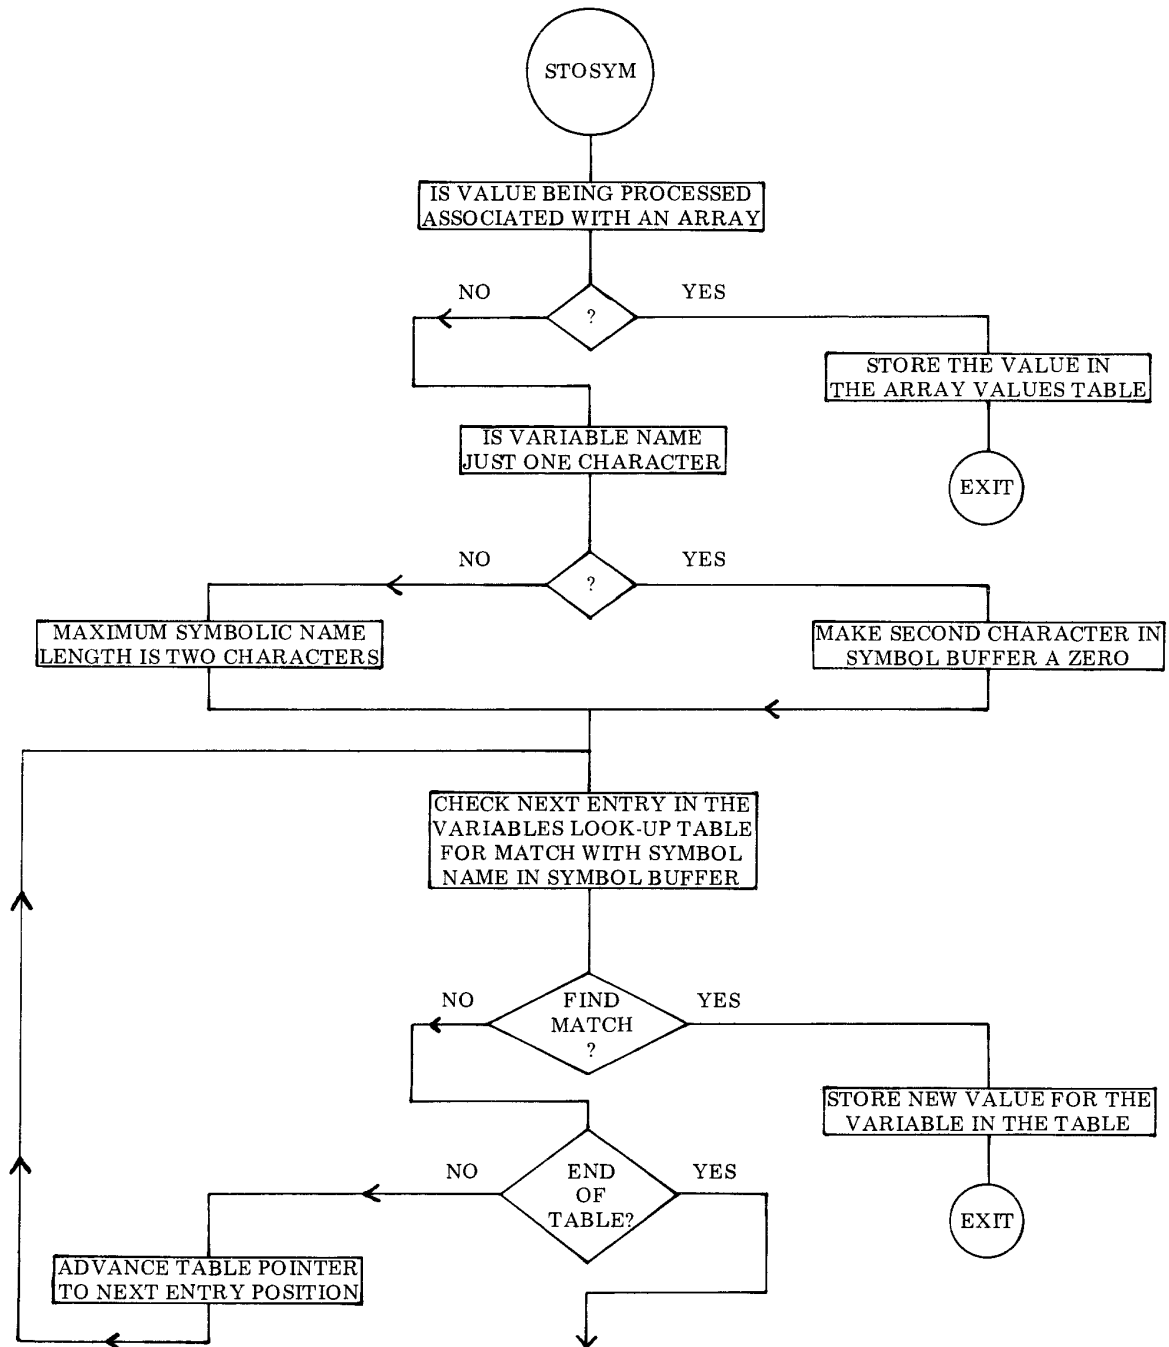 STOSYM
IS VALUE BEING PROCESSED
ASSOCIATED WITH AN ARRAY
NO
YES
?
STORE THE VALUE IN
THE ARRAY VALUES TABLE
IS VARIABLE NAME
JUST ONE CHARACTER
EXIT
NO
YES
?
MAXIMUM SYMBOLIC NAME
LENGTH IS TWO CHARACTERS
MAKE SECOND CHARACTER IN
SYMBOL BUFFER A ZERO
CHECK NEXT ENTRY IN THE
VARIABLES LOOK-UP TABLE
FOR MATCH WITH SYMBOL
NAME IN SYMBOL BUFFER
NO
YES
FIND
MATCH
?
STORE NEW VALUE FOR THE
VARIABLE IN THE TABLE
NO
YES
END
OF
TABLE?
EXIT
ADVANCE TABLE POINTER
TO NEXT ENTRY POSITION